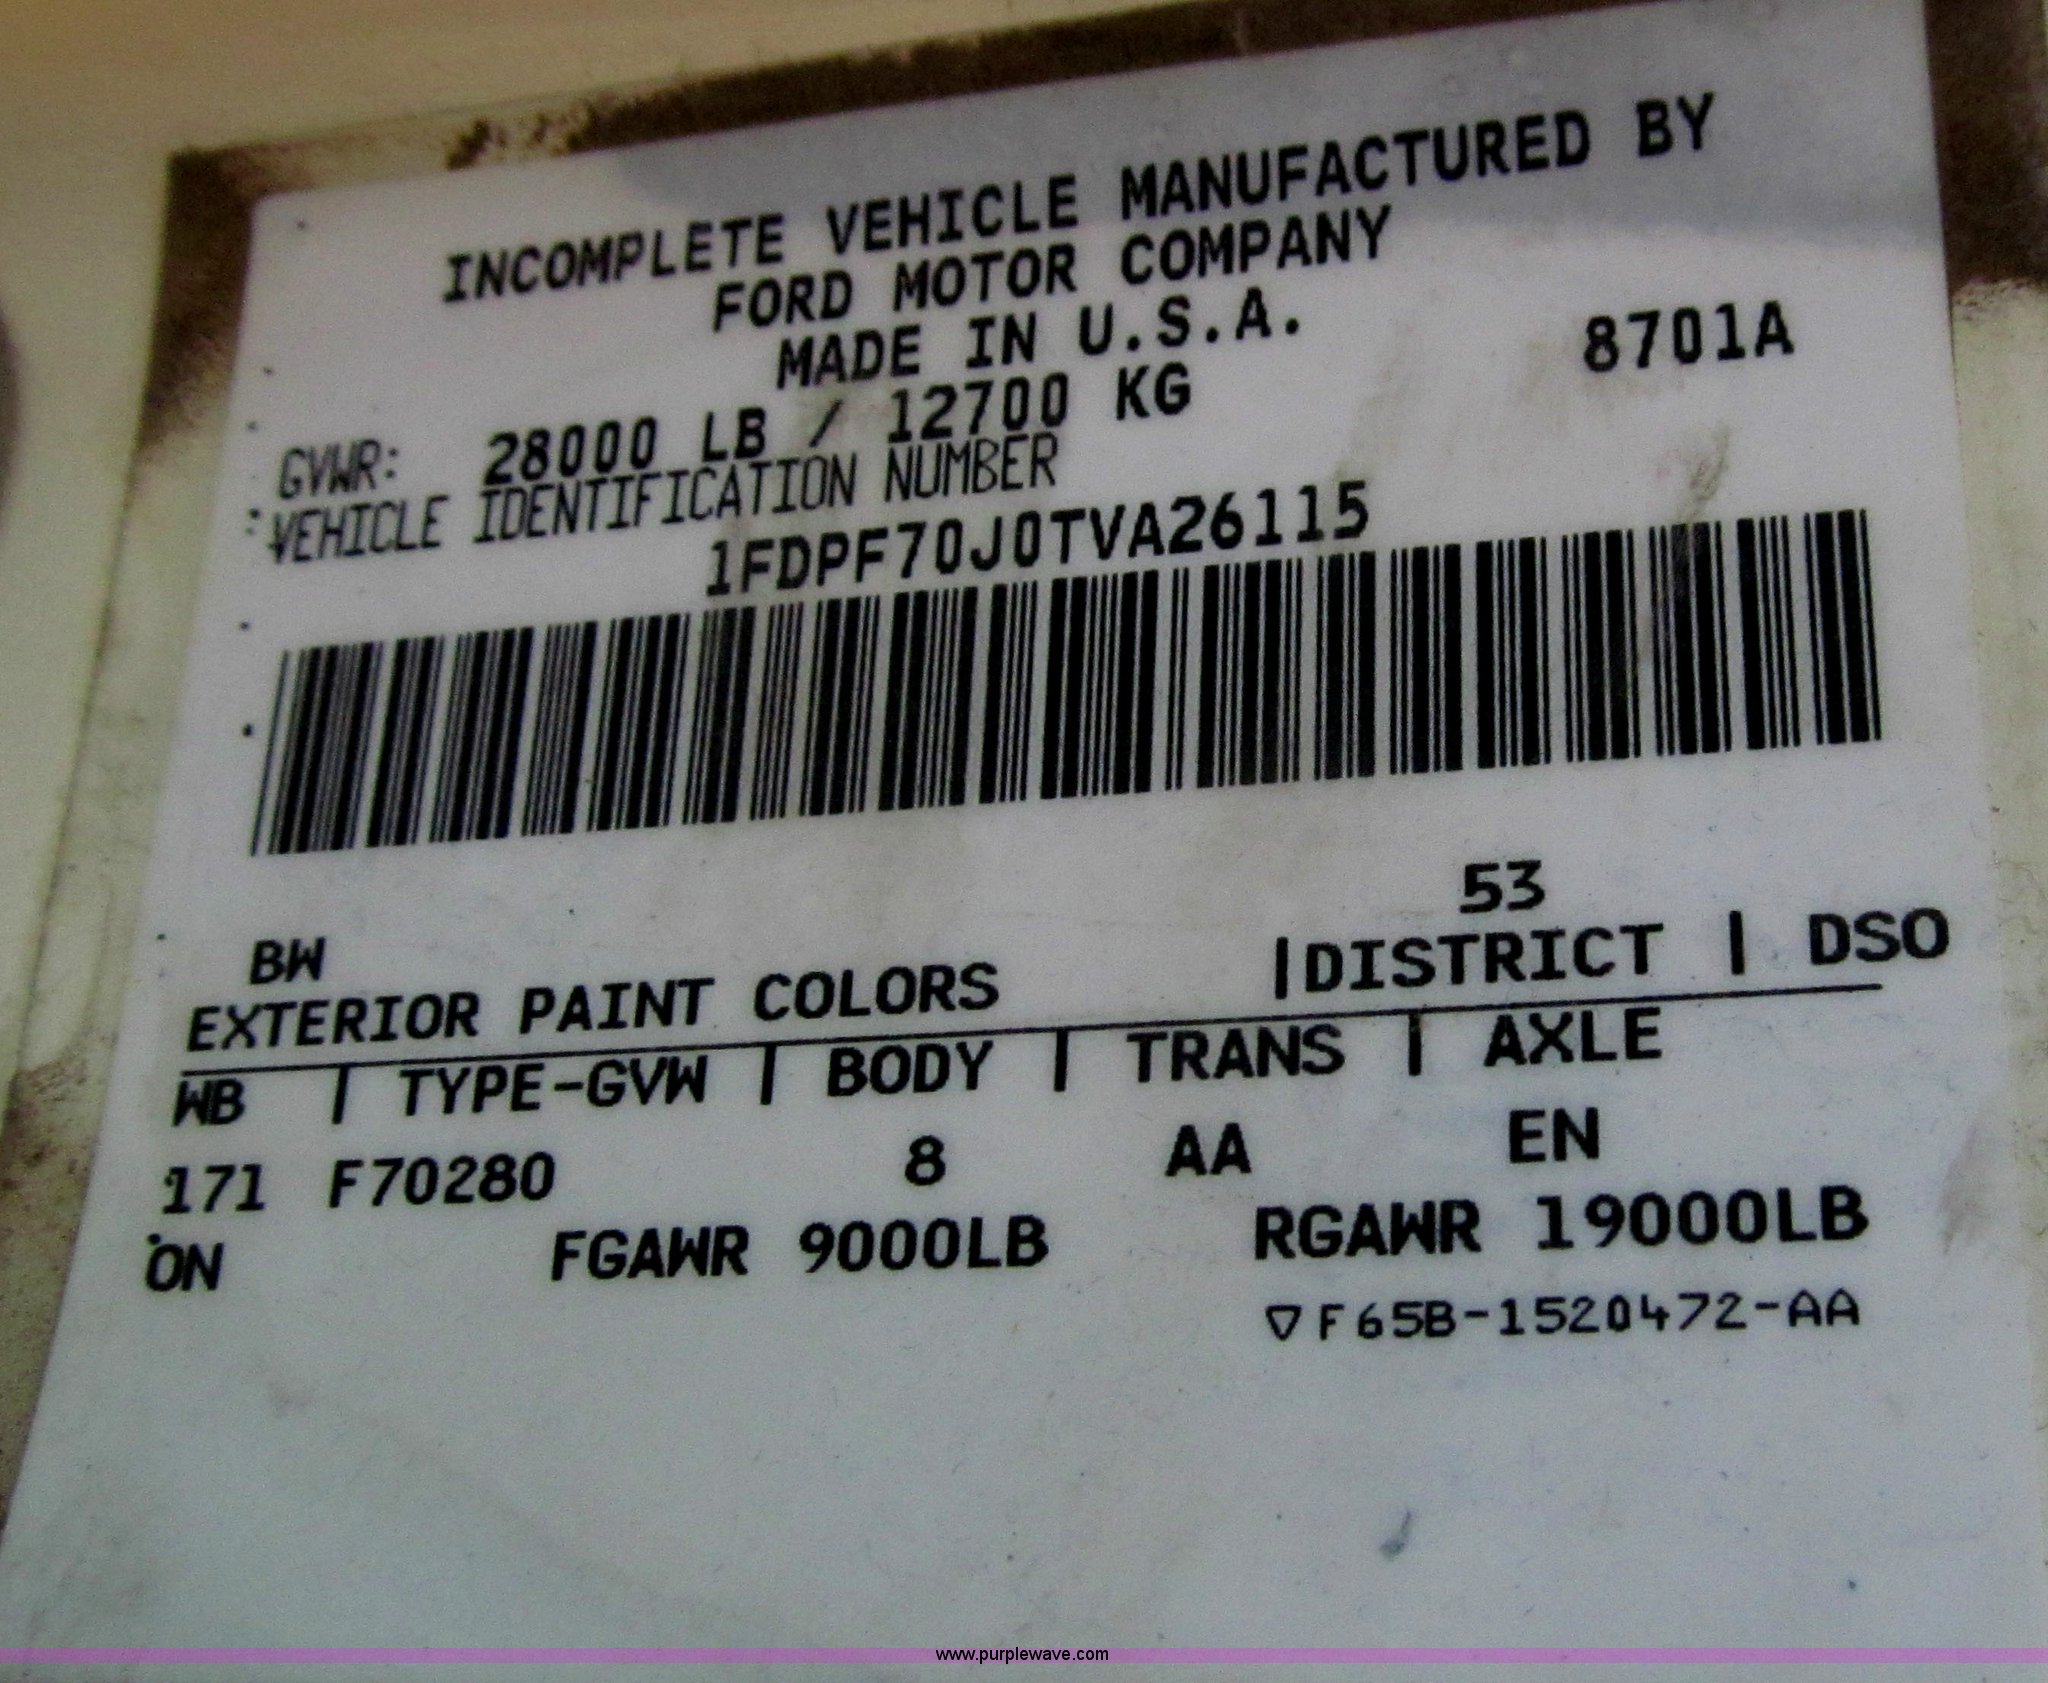 INCOMPLETE VEHICLE MANUFACTURED BY
FORD MOTOR COMPANY
MADE IN U.S.A.
8701A
GVWR: 28000 LB / 12700 KG
VEHICLE IDENTIFICATION NUMBER
1FDPF70J0TVA26115
53
BW
EXTERIOR PAINT COLORS |DISTRICT | DSO
WB | TYPE-GVW | BODY | TRANS | AXLE
171 F70280 8 AA EN
ON FGAWR 9000LB RGAWR 19000LB
▽F65B-1520472-AA
www.purplewave.com